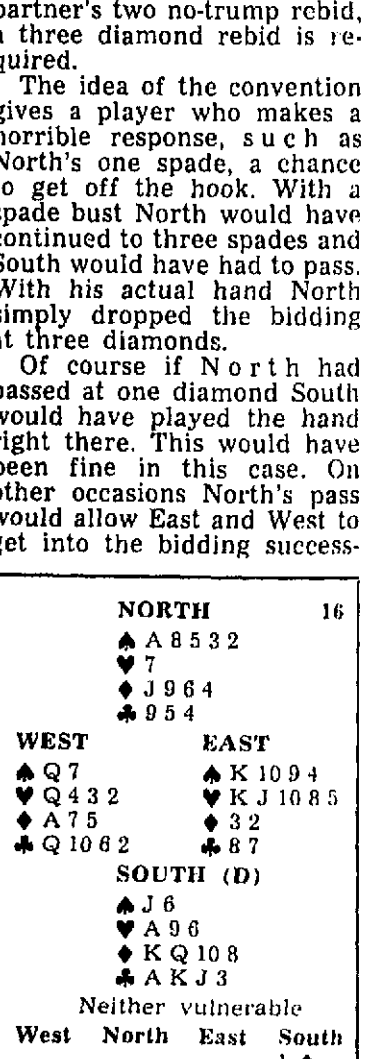 partner's two no-trump rebid,
a three diamond rebid is re-
quired.
The idea of the convention
gives a player who makes a
horrible response, such as
North's one spade, a chance
to get off the hook. With a
spade bust North would have
continued to three spades and
South would have had to pass.
With his actual hand North
simply dropped the bidding
at three diamonds.
Of course if North had
passed at one diamond South
would have played the hand
right there. This would have
been fine in this case. On
other occasions North's pass
would allow East and West to
get into the bidding success-
NORTH 16
♠ A 8 5 3 2
♥ 7
♦ J 9 6 4
♣ 9 5 4
WEST EAST
♠ Q 7 ♠ K 10 9 4
♥ Q 4 3 2 ♥ K J 10 8 5
♦ A 7 5 ♦ 3 2
♣ Q 10 6 2 ♣ 8 7
SOUTH (D)
♠ J 6
♥ A 9 6
♦ K Q 10 8
♣ A K J 3
Neither vulnerable
West North East South